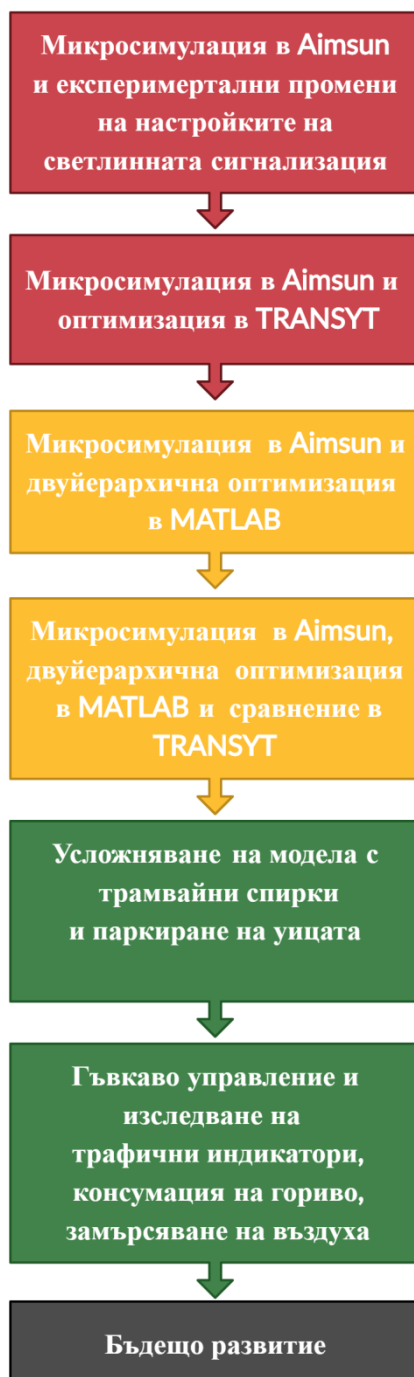 Микросимулация в Aimsun
и експеримертални промени
на настройките на
светлинната сигнализация
Микросимулация в Aimsun и
оптимизация в TRANSYT
Микросимулация в Aimsun и
двуйерархична оптимизация
в MATLAB
Микросимулация в Aimsun,
двуйерархична оптимизация
в MATLAB и сравнение в
TRANSYT
Усложняване на модела с
трамвайни спирки
и паркиране на уицата
Гъвкаво управление и
изследване на
трафични индикатори,
консумация на гориво,
замърсяване на въздуха
Бъдещо развитие